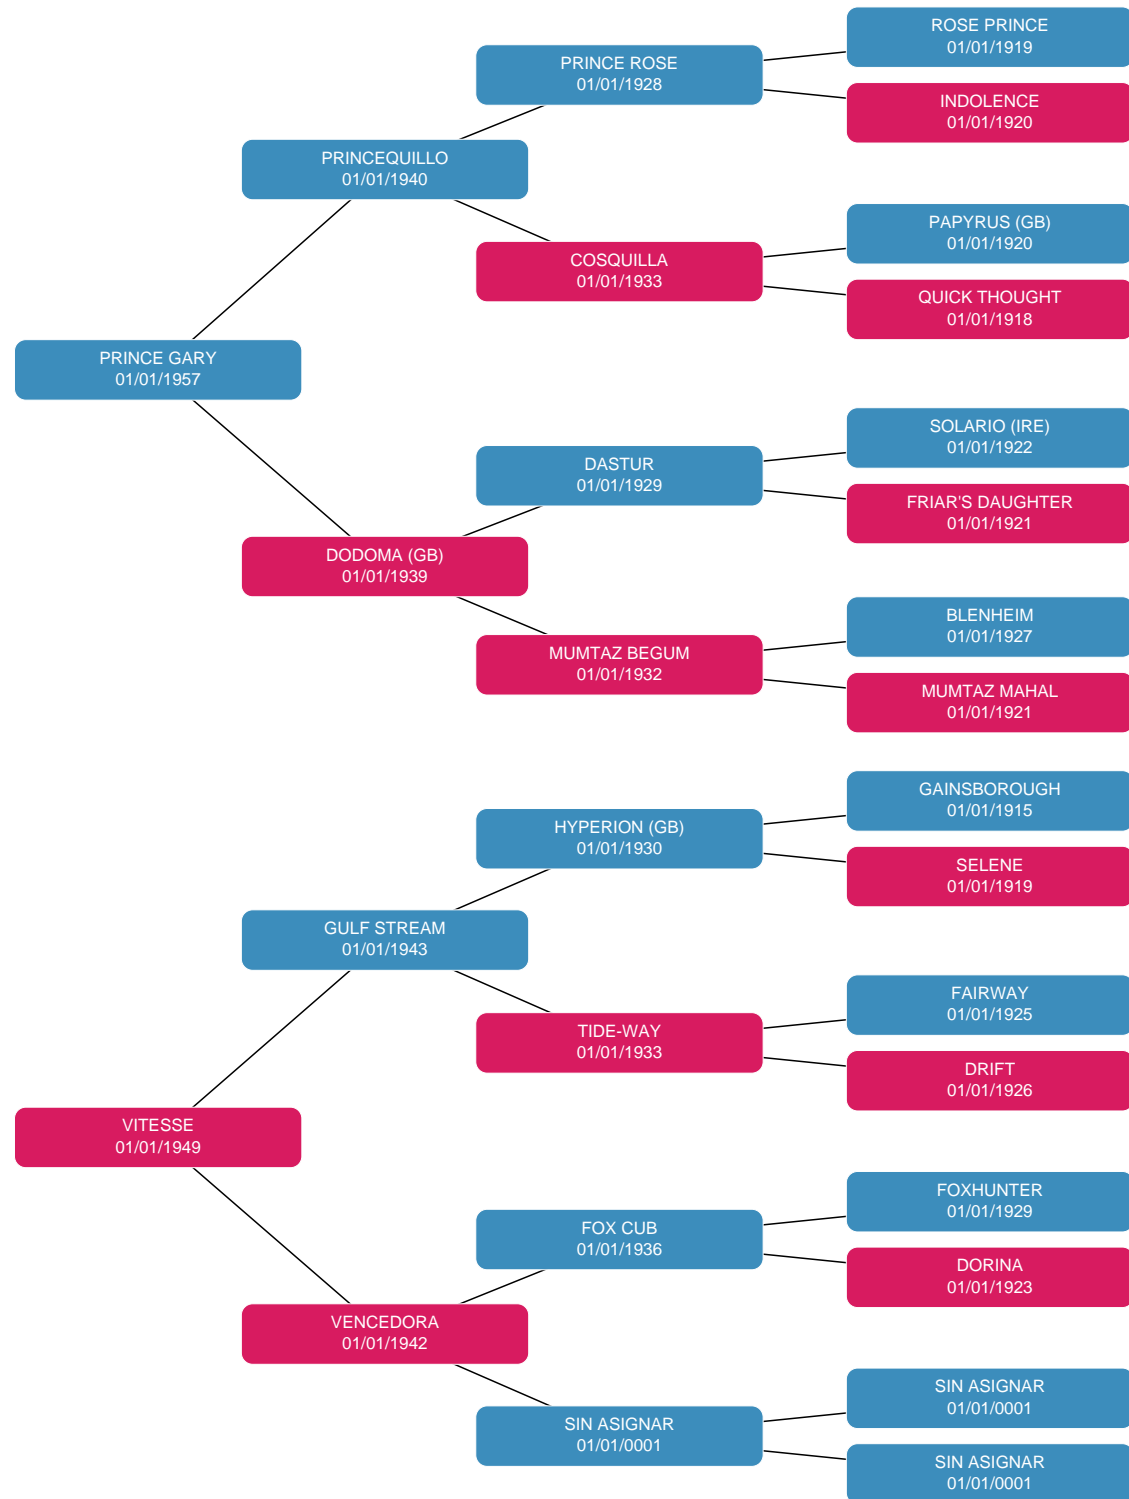 ROSE PRINCE
01/01/1919
PRINCE ROSE
01/01/1928
INDOLENCE
01/01/1920
PRINCEQUILLO
01/01/1940
PAPYRUS (GB)
01/01/1920
COSQUILLA
01/01/1933
QUICK THOUGHT
01/01/1918
PRINCE GARY
01/01/1957
SOLARIO (IRE)
01/01/1922
DASTUR
01/01/1929
FRIAR'S DAUGHTER
01/01/1921
DODOMA (GB)
01/01/1939
BLENHEIM
01/01/1927
MUMTAZ BEGUM
01/01/1932
MUMTAZ MAHAL
01/01/1921
GAINSBOROUGH
01/01/1915
HYPERION (GB)
01/01/1930
SELENE
01/01/1919
GULF STREAM
01/01/1943
FAIRWAY
01/01/1925
TIDE-WAY
01/01/1933
DRIFT
01/01/1926
VITESSE
01/01/1949
FOXHUNTER
01/01/1929
FOX CUB
01/01/1936
DORINA
01/01/1923
VENCEDORA
01/01/1942
SIN ASIGNAR
01/01/0001
SIN ASIGNAR
01/01/0001
SIN ASIGNAR
01/01/0001